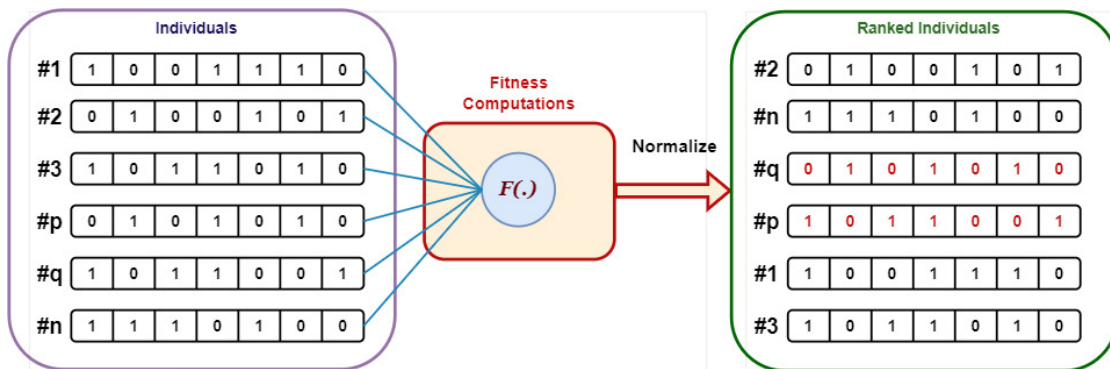 Individuals
#1 1 0 0 1 1 1 0
#2 0 1 0 0 1 0 1
#3 1 0 1 1 0 1 0
#p 0 1 0 1 0 1 0
#q 1 0 1 1 0 0 1
#n 1 1 1 0 1 0 0
Fitness
Computations
F(.)
Normalize
Ranked Individuals
#2 0 1 0 0 1 0 1
#n 1 1 1 0 1 0 0
#q 0 1 0 1 0 1 0
#p 1 0 1 1 0 0 1
#1 1 0 0 1 1 1 0
#3 1 0 1 1 0 1 0